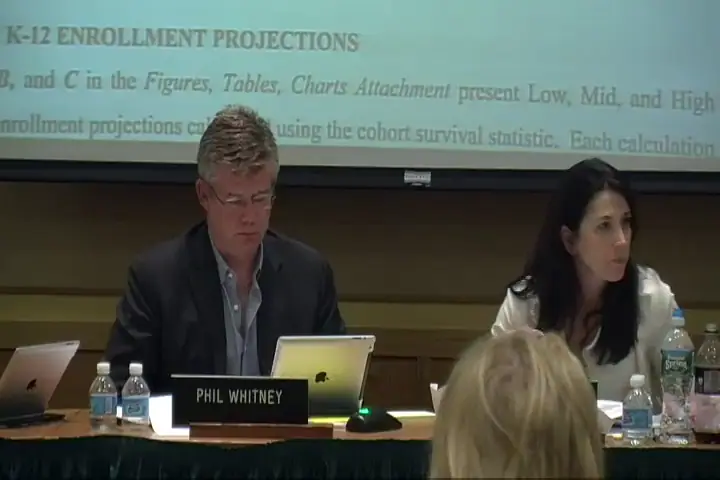 K-12 ENROLLMENT PROJECTIONS
B, and C in the Figures, Tables, Charts Attachment present Low, Mid, and High
enrollment projections using the cohort survival statistic. Each calculation
PHIL WHITNEY